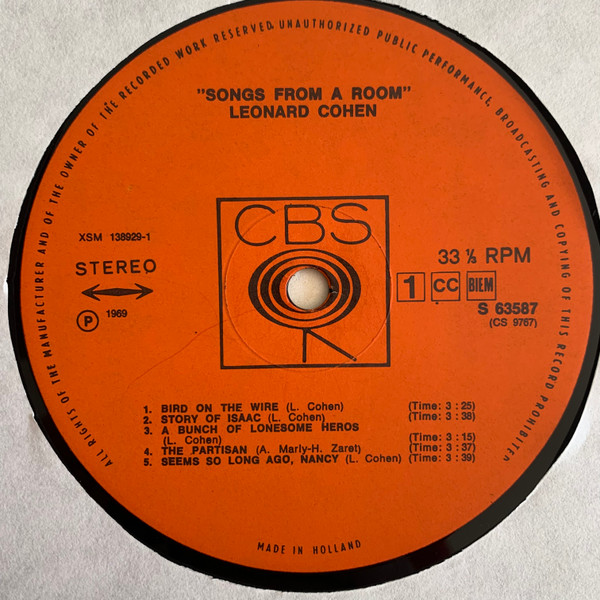 ALL RIGHTS OF THE MANUFACTURER AND OF THE OWNER OF THE RECORDED WORK RESERVED. UNAUTHORIZED PUBLIC PERFORMANCE, BROADCASTING AND COPYING OF THIS RECORD PROHIBITED
"SONGS FROM A ROOM"
LEONARD COHEN
CBS
XSM 138929-1
STEREO
P 1969
33 ⅓ RPM
1 CC BIEM
S 63587
(CS 9767)
1. BIRD ON THE WIRE (L. Cohen) (Time: 3 : 25)
2. STORY OF ISAAC (L. Cohen) (Time: 3 : 38)
3. A BUNCH OF LONESOME HEROS
(L. Cohen) (Time: 3 : 15)
4. THE PARTISAN (A. Marly-H. Zaret) (Time: 3 : 37)
5. SEEMS SO LONG AGO, NANCY (L. Cohen) (Time: 3 : 39)
MADE IN HOLLAND